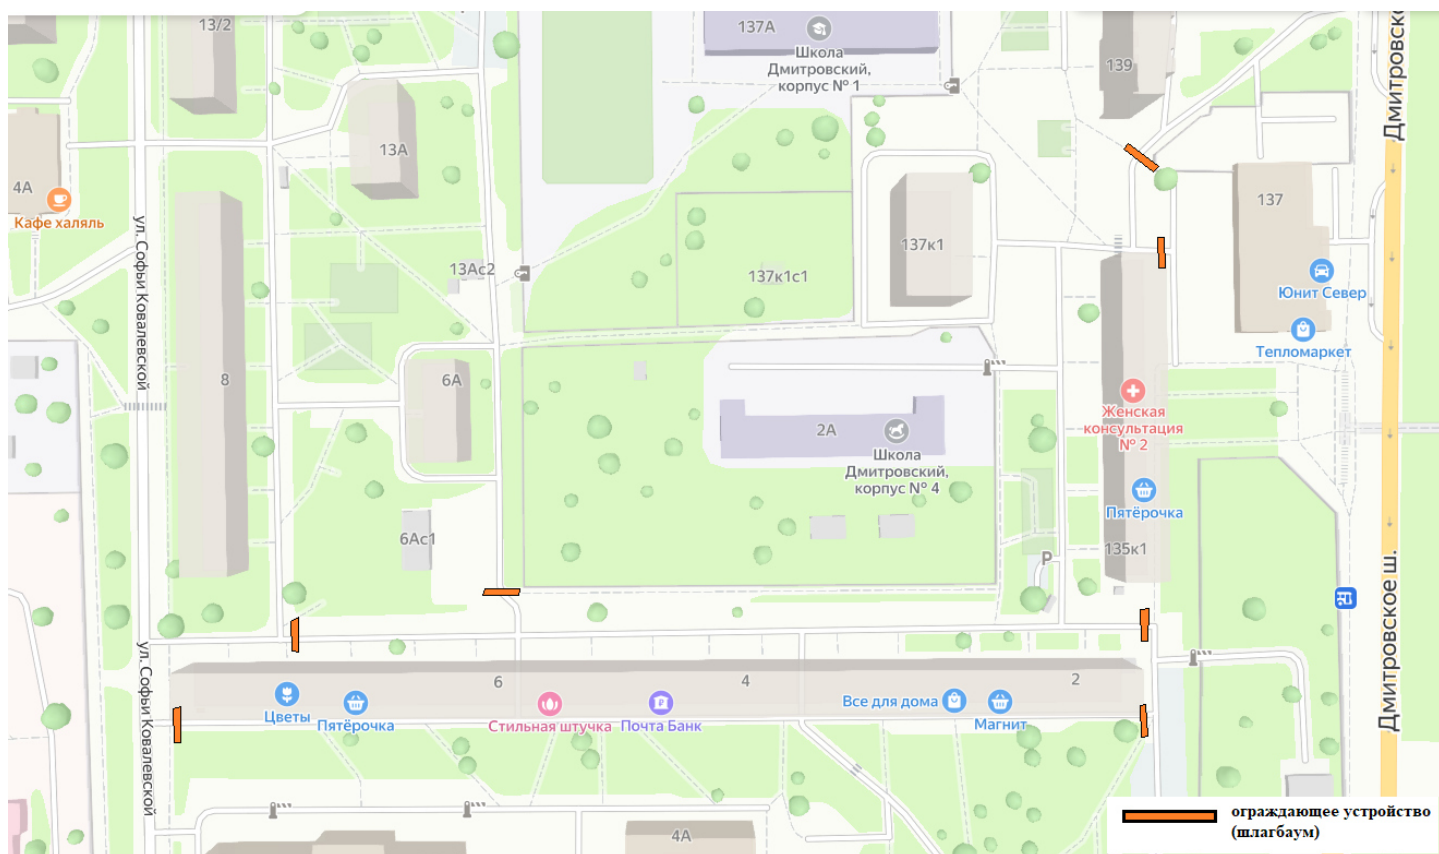 13/2
137А
Школа
Дмитровский,
корпус № 1
139
Дмитровско
13А
4А
Кафе халяль
ул. Софьи Ковалевской
137
13Ас2
137к1
137к1с1
Юнит Север
Тепломаркет
8
6А
2А
Школа
Дмитровский,
корпус № 4
Женская
консультация
№ 2
Пятёрочка
6Ас1
135к1
P
Дмитровское ш.
ул. Софьи Ковалевской
6
4
2
Цветы
Пятёрочка
Стильная штучка
Почта Банк
Все для дома
Магнит
4А
ограждающее устройство
(шлагбаум)